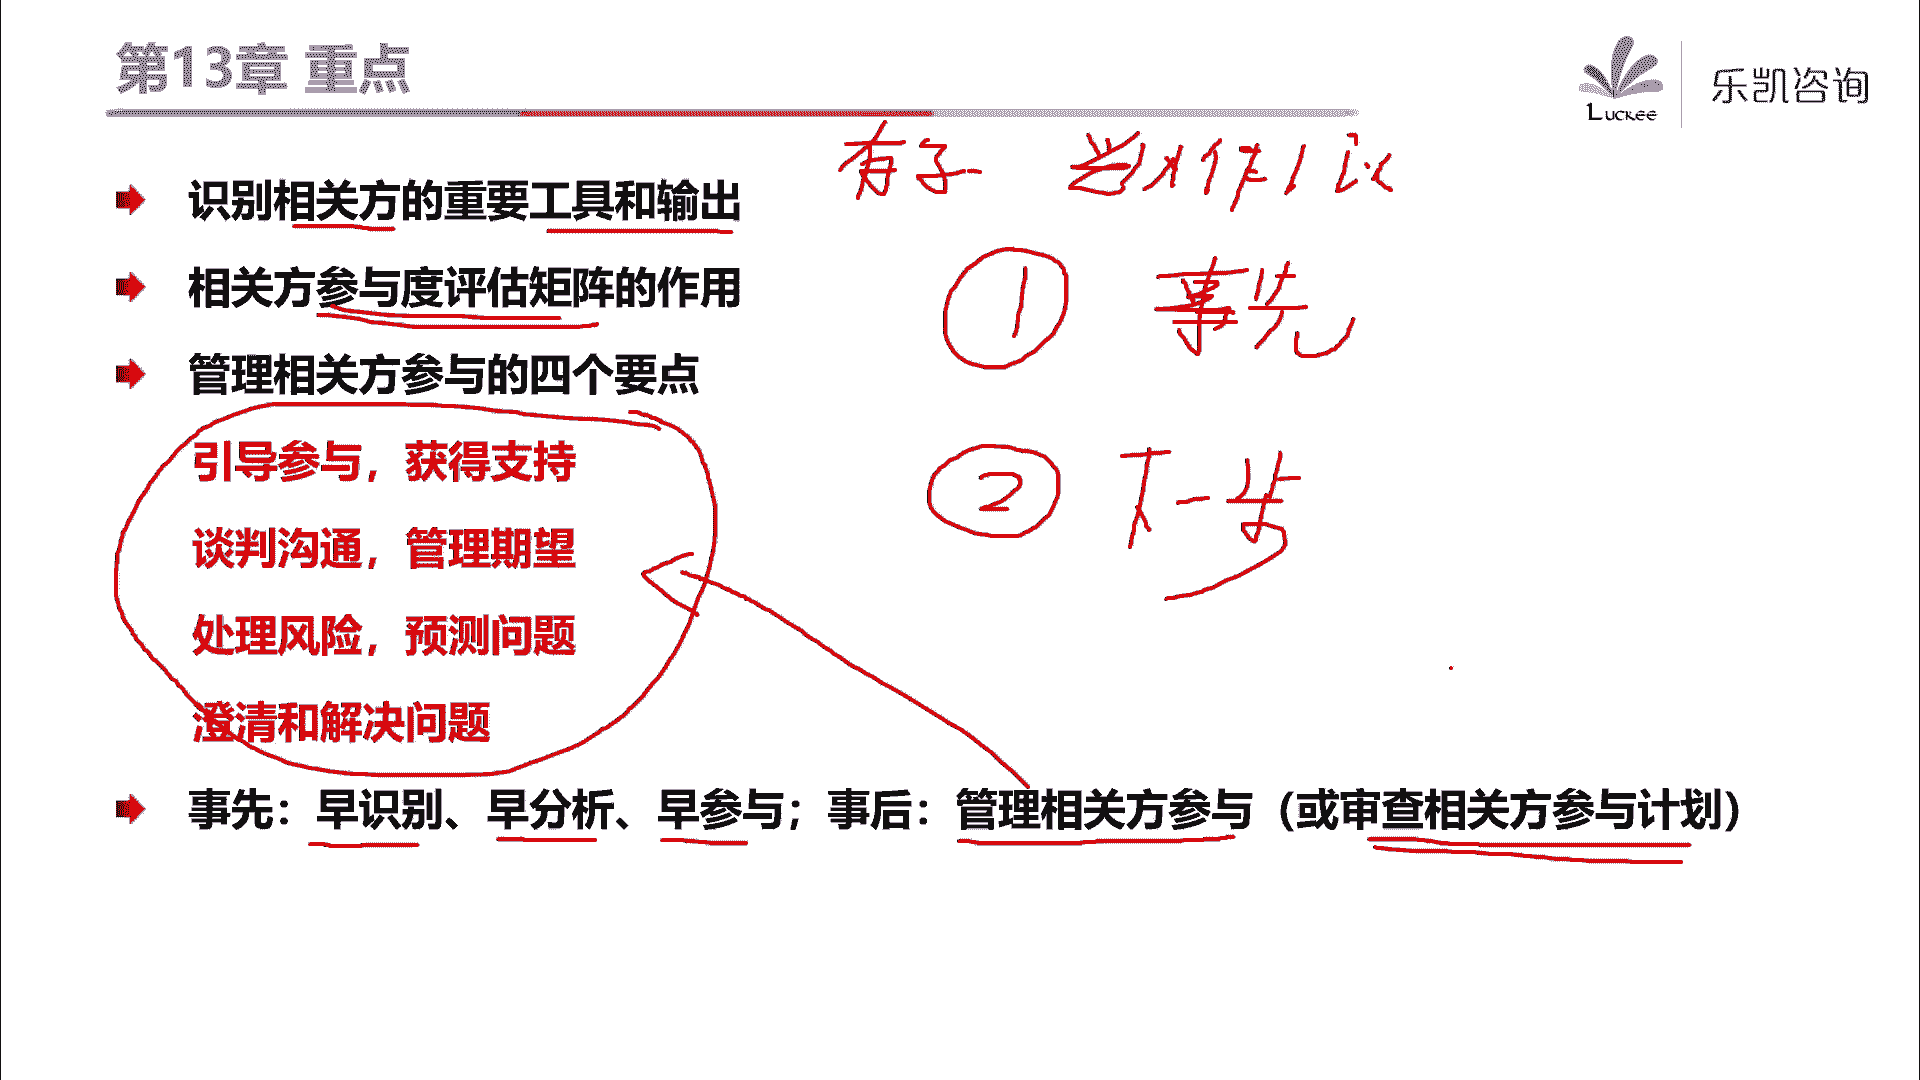 第13章 重点
LUCKEE
乐凯咨询
识别相关方的重要工具和输出
相关方参与度评估矩阵的作用
管理相关方参与的四个要点
引导参与，获得支持
谈判沟通，管理期望
处理风险，预测问题
澄清和解决问题
事先：早识别、早分析、早参与；事后：管理相关方参与（或审查相关方参与计划）
1 事先
2 下一步